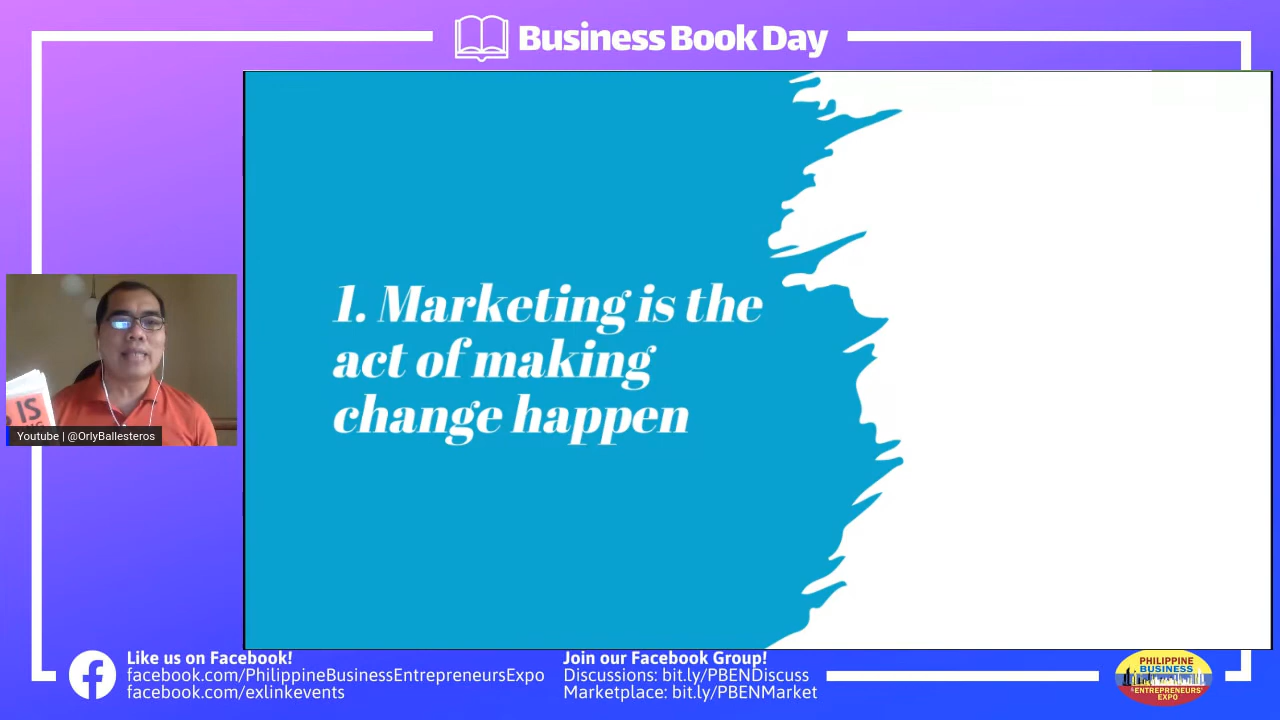 Business Book Day
1. Marketing is the
act of making
change happen
IS
Youtube | @OrlyBallesteros
Like us on Facebook!
facebook.com/PhilippineBusinessEntrepreneursExpo
facebook.com/exlinkevents
Join our Facebook Group!
Discussions: bit.ly/PBENDiscuss
Marketplace: bit.ly/PBENMarket
PHILIPPINE
BUSINESS
& ENTREPRENEURS'
EXPO